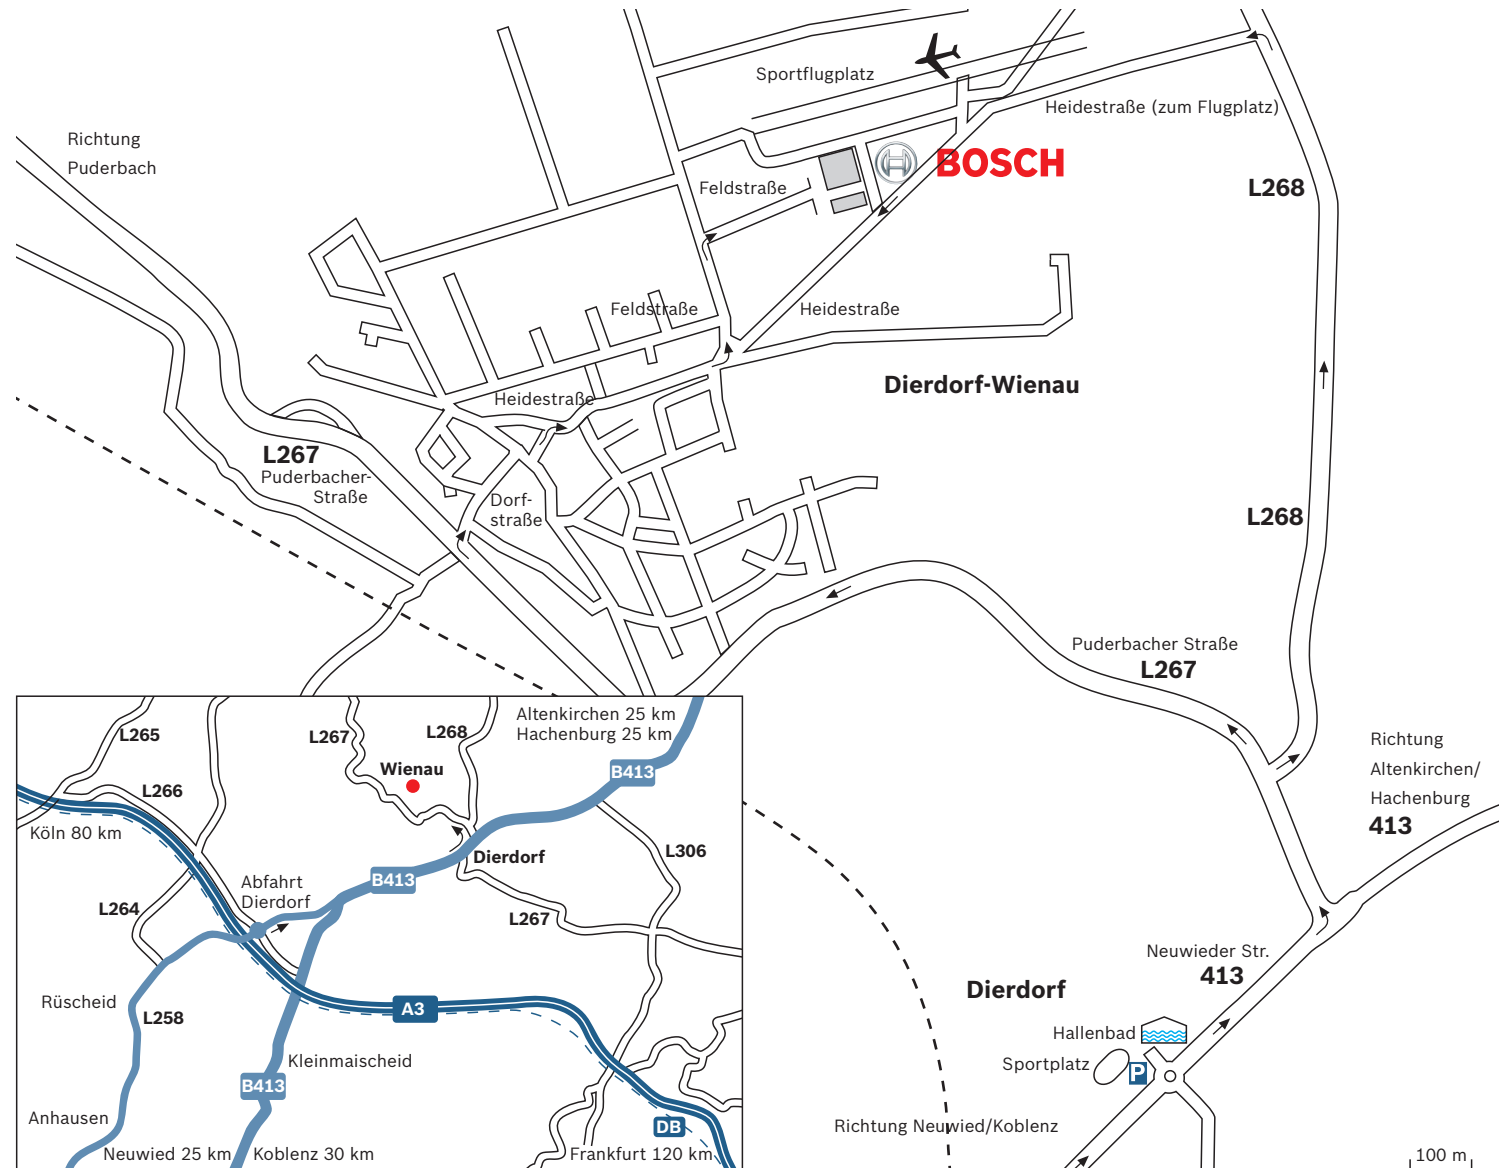 Sportflugplatz
Heidestraße (zum Flugplatz)
Richtung
Puderbach
BOSCH
Feldstraße
L268
Feldstraße
Heidestraße
Dierdorf-Wienau
Heidestraße
L267
Puderbacher-
Straße
Dorf-
straße
L268
Puderbacher Straße
L267
Richtung
Altenkirchen/
Hachenburg
413
Neuwieder Str.
413
Dierdorf
Hallenbad
Sportplatz
P
Richtung Neuwied/Koblenz
100 m
Altenkirchen 25 km
Hachenburg 25 km
L265
L267
L268
Wienau
B413
L266
Köln 80 km
L306
Dierdorf
Abfahrt
Dierdorf
B413
L264
L267
Rüscheid
A3
L258
Kleinmaischeid
B413
Anhausen
DB
Neuwied 25 km
Koblenz 30 km
Frankfurt 120 km